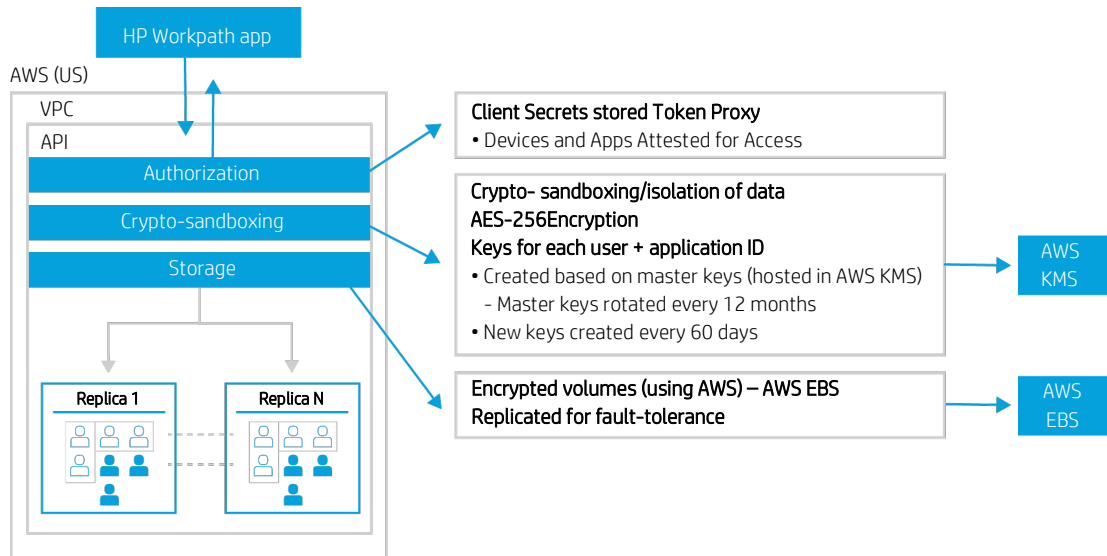 HP Workpath app
AWS (US)
VPC
API
Authorization
Crypto-sandboxing
Storage
Replica 1
Replica N
Client Secrets stored Token Proxy
• Devices and Apps Attested for Access
Crypto- sandboxing/isolation of data
AES-256Encryption
Keys for each user + application ID
• Created based on master keys (hosted in AWS KMS)
- Master keys rotated every 12 months
• New keys created every 60 days
AWS
KMS
Encrypted volumes (using AWS) – AWS EBS
Replicated for fault-tolerance
AWS
EBS